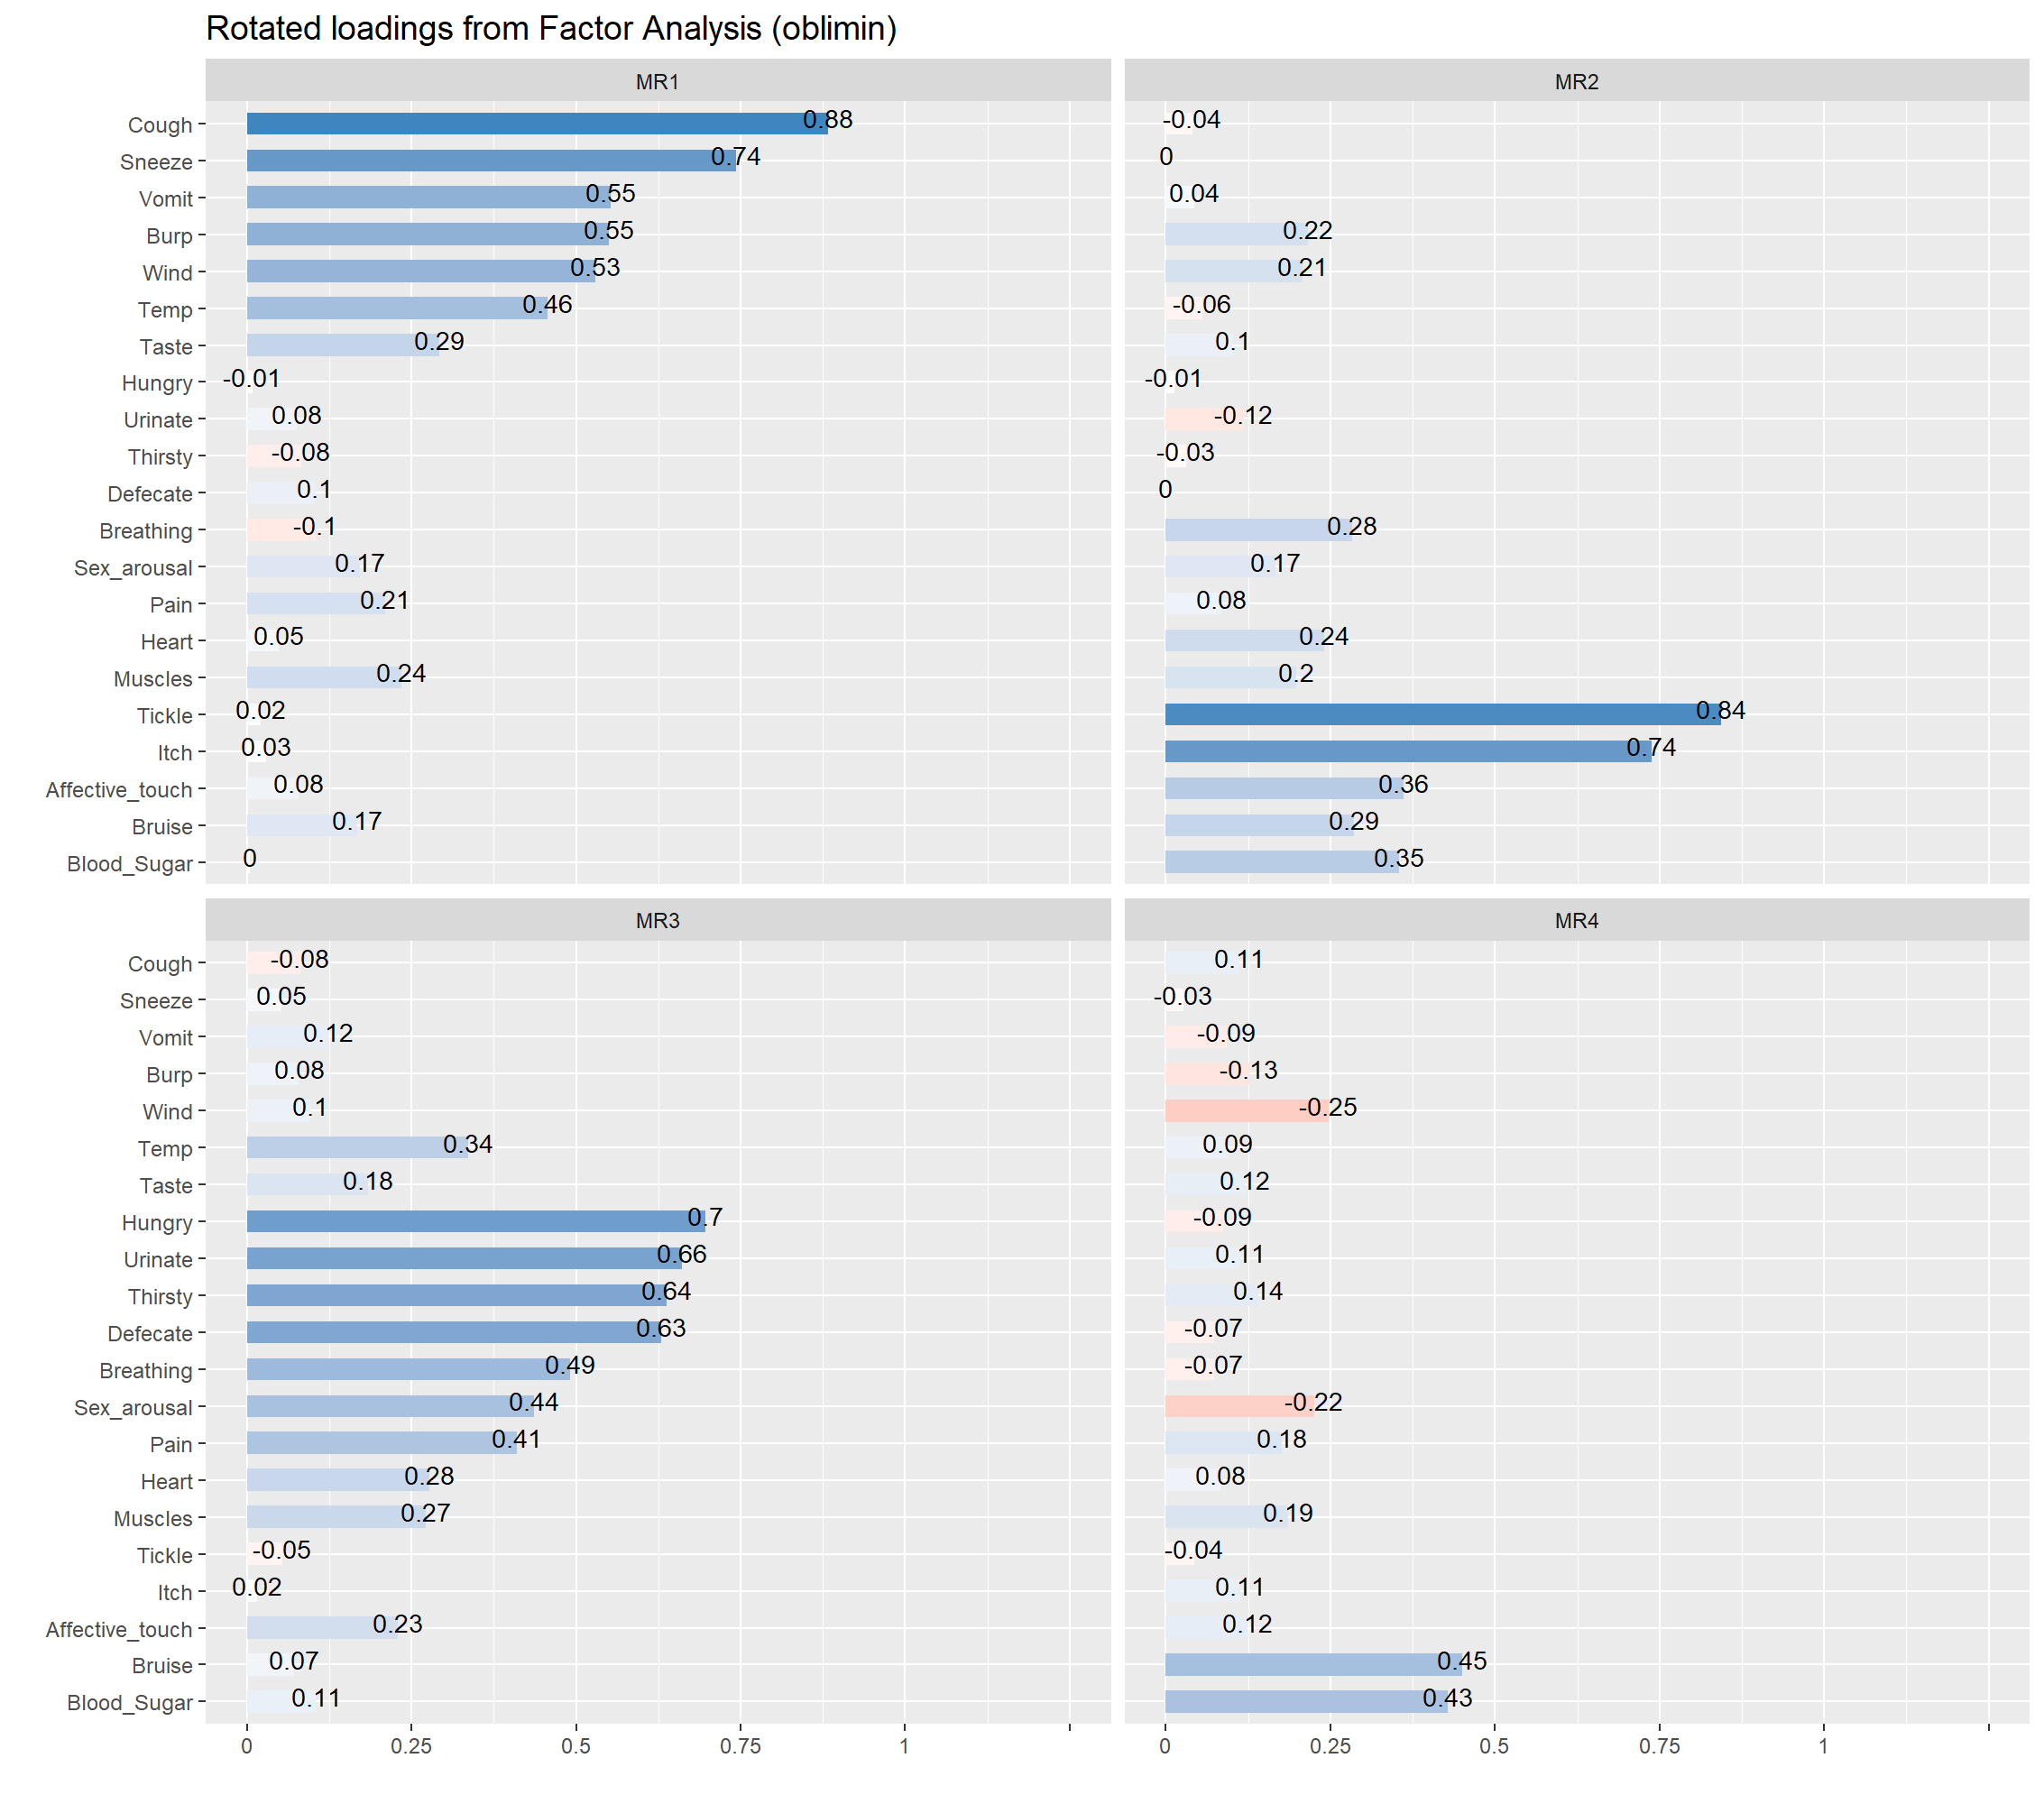 Rotated loadings from Factor Analysis (oblimin)
MR1
MR2
Cough 0.88 -0.04
Sneeze 0.74 0
Vomit 0.55 0.04
Burp 0.55 0.22
Wind 0.53 0.21
Temp 0.46 -0.06
Taste 0.29 0.1
Hungry -0.01 -0.01
Urinate 0.08 -0.12
Thirsty -0.08 -0.03
Defecate 0.1 0
Breathing -0.1 0.28
Sex_arousal 0.17 0.17
Pain 0.21 0.08
Heart 0.05 0.24
Muscles 0.24 0.2
Tickle 0.02 0.84
Itch 0.03 0.74
Affective_touch 0.08 0.36
Bruise 0.17 0.29
Blood_Sugar 0 0.35
MR3
MR4
Cough -0.08 0.11
Sneeze 0.05 -0.03
Vomit 0.12 -0.09
Burp 0.08 -0.13
Wind 0.1 -0.25
Temp 0.34 0.09
Taste 0.18 0.12
Hungry 0.7 -0.09
Urinate 0.66 0.11
Thirsty 0.64 0.14
Defecate 0.63 -0.07
Breathing 0.49 -0.07
Sex_arousal 0.44 -0.22
Pain 0.41 0.18
Heart 0.28 0.08
Muscles 0.27 0.19
Tickle -0.05 -0.04
Itch 0.02 0.11
Affective_touch 0.23 0.12
Bruise 0.07 0.45
Blood_Sugar 0.11 0.43
0 0.25 0.5 0.75 1 0 0.25 0.5 0.75 1